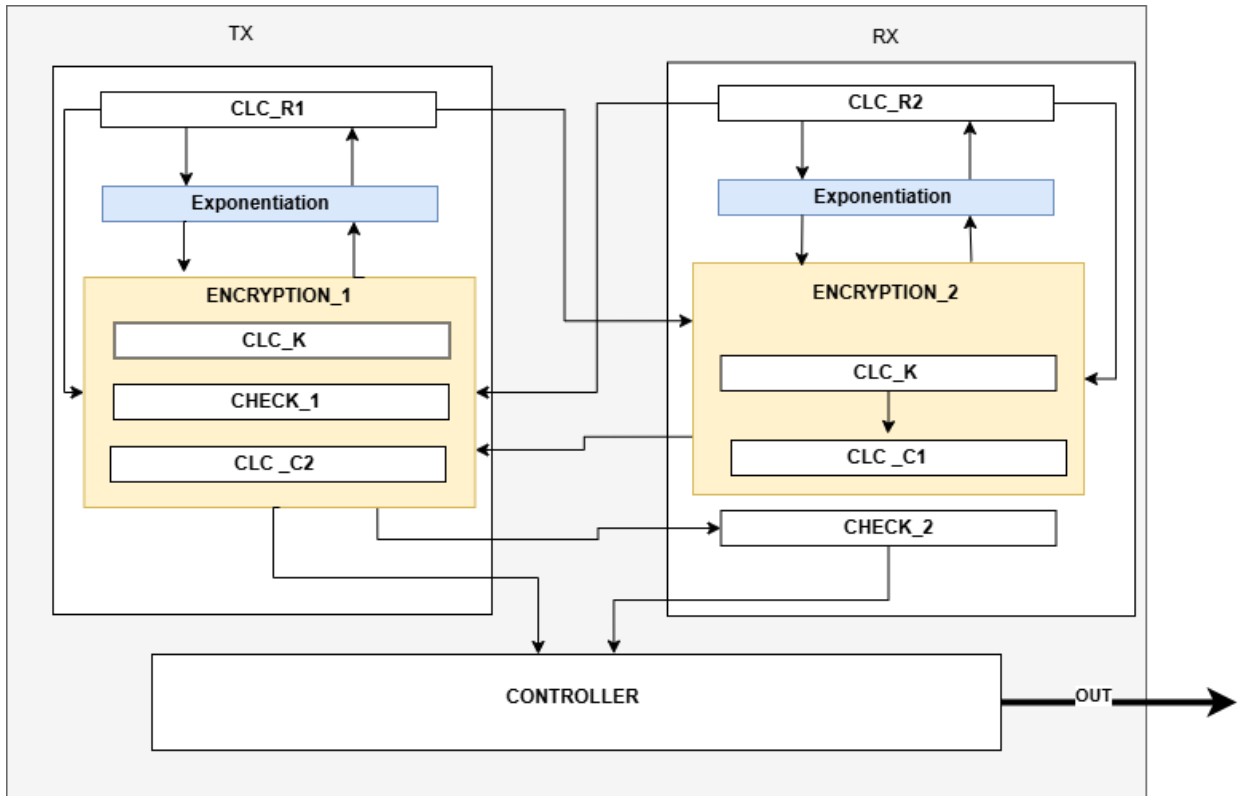 TX
RX
CLC_R1
CLC_R2
Exponentiation
Exponentiation
ENCRYPTION_1
ENCRYPTION_2
CLC_K
CLC_K
CHECK_1
CLC _C2
CLC _C1
CHECK_2
CONTROLLER
OUT